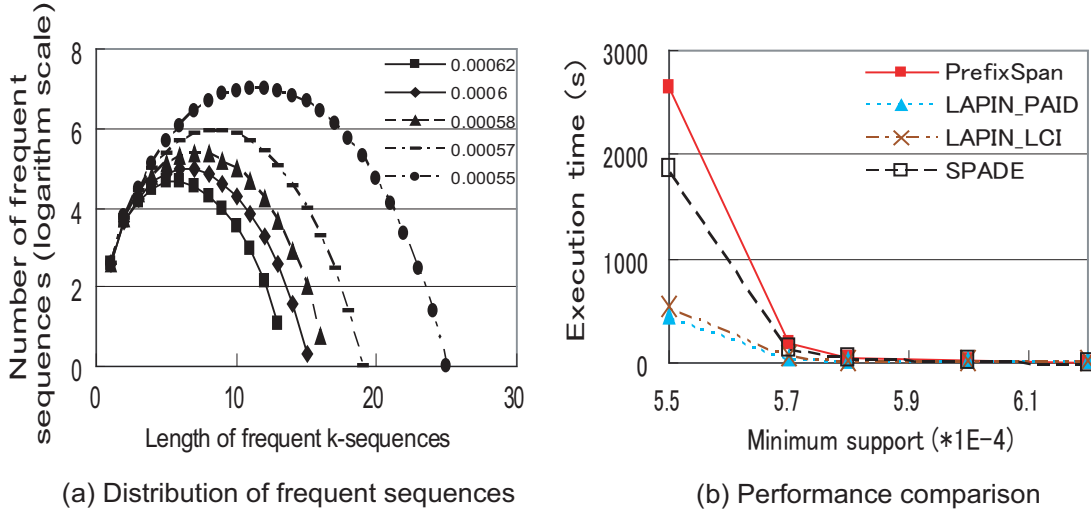 Number of frequent
sequences (logarithm scale)
8
6
4
2
0
0
10
20
30
Length of frequent k-sequences
0.00062
0.0006
0.00058
0.00057
0.00055
(a) Distribution of frequent sequences
Execution time (s)
3000
2000
1000
0
5.5
5.7
5.9
6.1
Minimum support (*1E-4)
PrefixSpan
LAPIN_PAID
LAPIN_LCI
SPADE
(b) Performance comparison